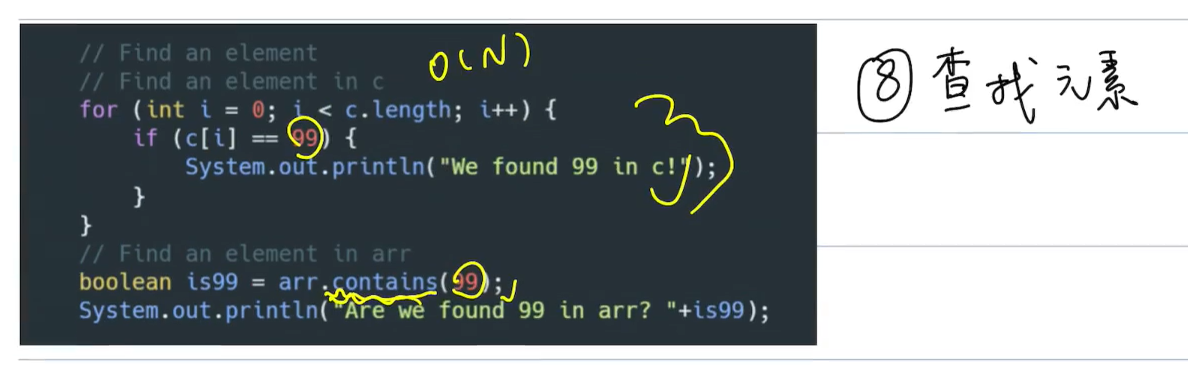 // Find an element
O(N)
// Find an element in c
for (int i = 0; i < c.length; i++) {
    if (c[i] == 99) {
        System.out.println("We found 99 in c!");
    }
}
// Find an element in arr
boolean is99 = arr.contains(99);
System.out.println("Are we found 99 in arr? "+is99);
⑧ 查找元素